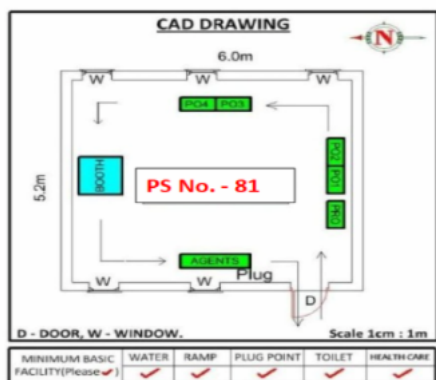 CAD DRAWING
N
6.0m
W W W
PO4 PO3
5.2m
BOOTH
PS No. - 81
PO2
PO1
PRO
AGENTS
Plug
W W
D
D - DOOR, W - WINDOW. Scale 1cm : 1m
MINIMUM BASIC FACILITY(Please ✓) WATER RAMP PLUG POINT TOILET HEALTH CARE
✓ ✓ ✓ ✓ ✓